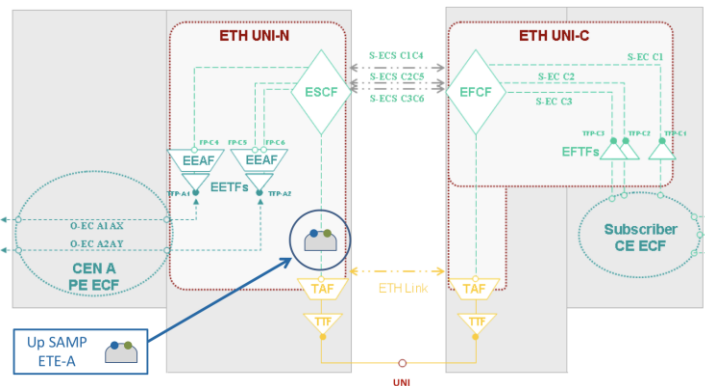 ETH UNI-N
ETH UNI-C
S-ECS C1C4
S-ECS C2C5
S-ECS C3C6
S-EC C1
S-EC C2
S-EC C3
ESCF
EFCF
FP-C4
FP-C5
FP-C6
TFP-C3
TFP-C2
TFP-C1
EEAF
EEAF
EETFs
EFTFs
TFP-A1
TFP-A2
O-EC A1AX
O-EC A2AY
CEN A
PE ECF
Subscriber
CE ECF
TAF
ETH Link
TAF
TTF
TTF
Up SAMP
ETE-A
UNI